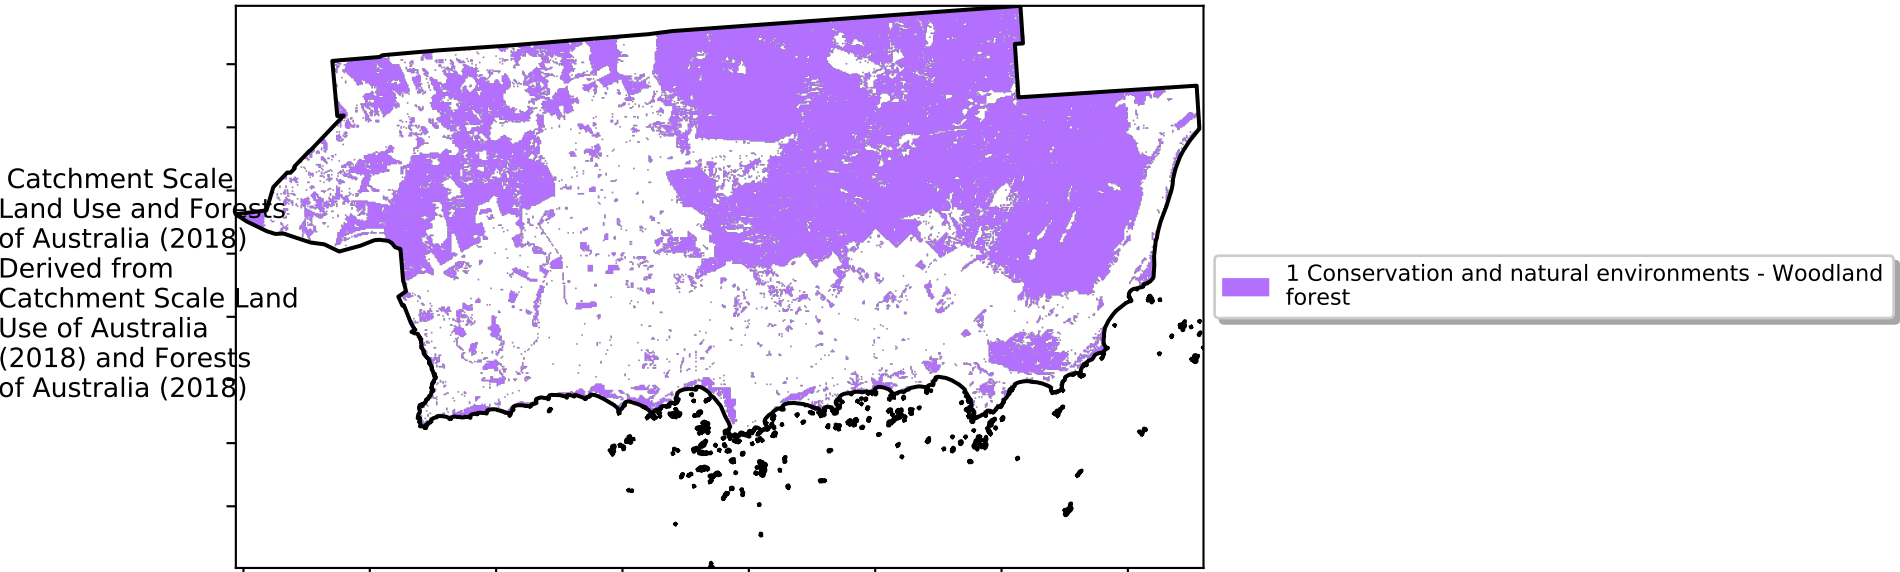 Catchment Scale
Land Use and Forests
of Australia (2018)
Derived from
Catchment Scale Land
Use of Australia
(2018) and Forests
of Australia (2018)
1 Conservation and natural environments - Woodland
forest